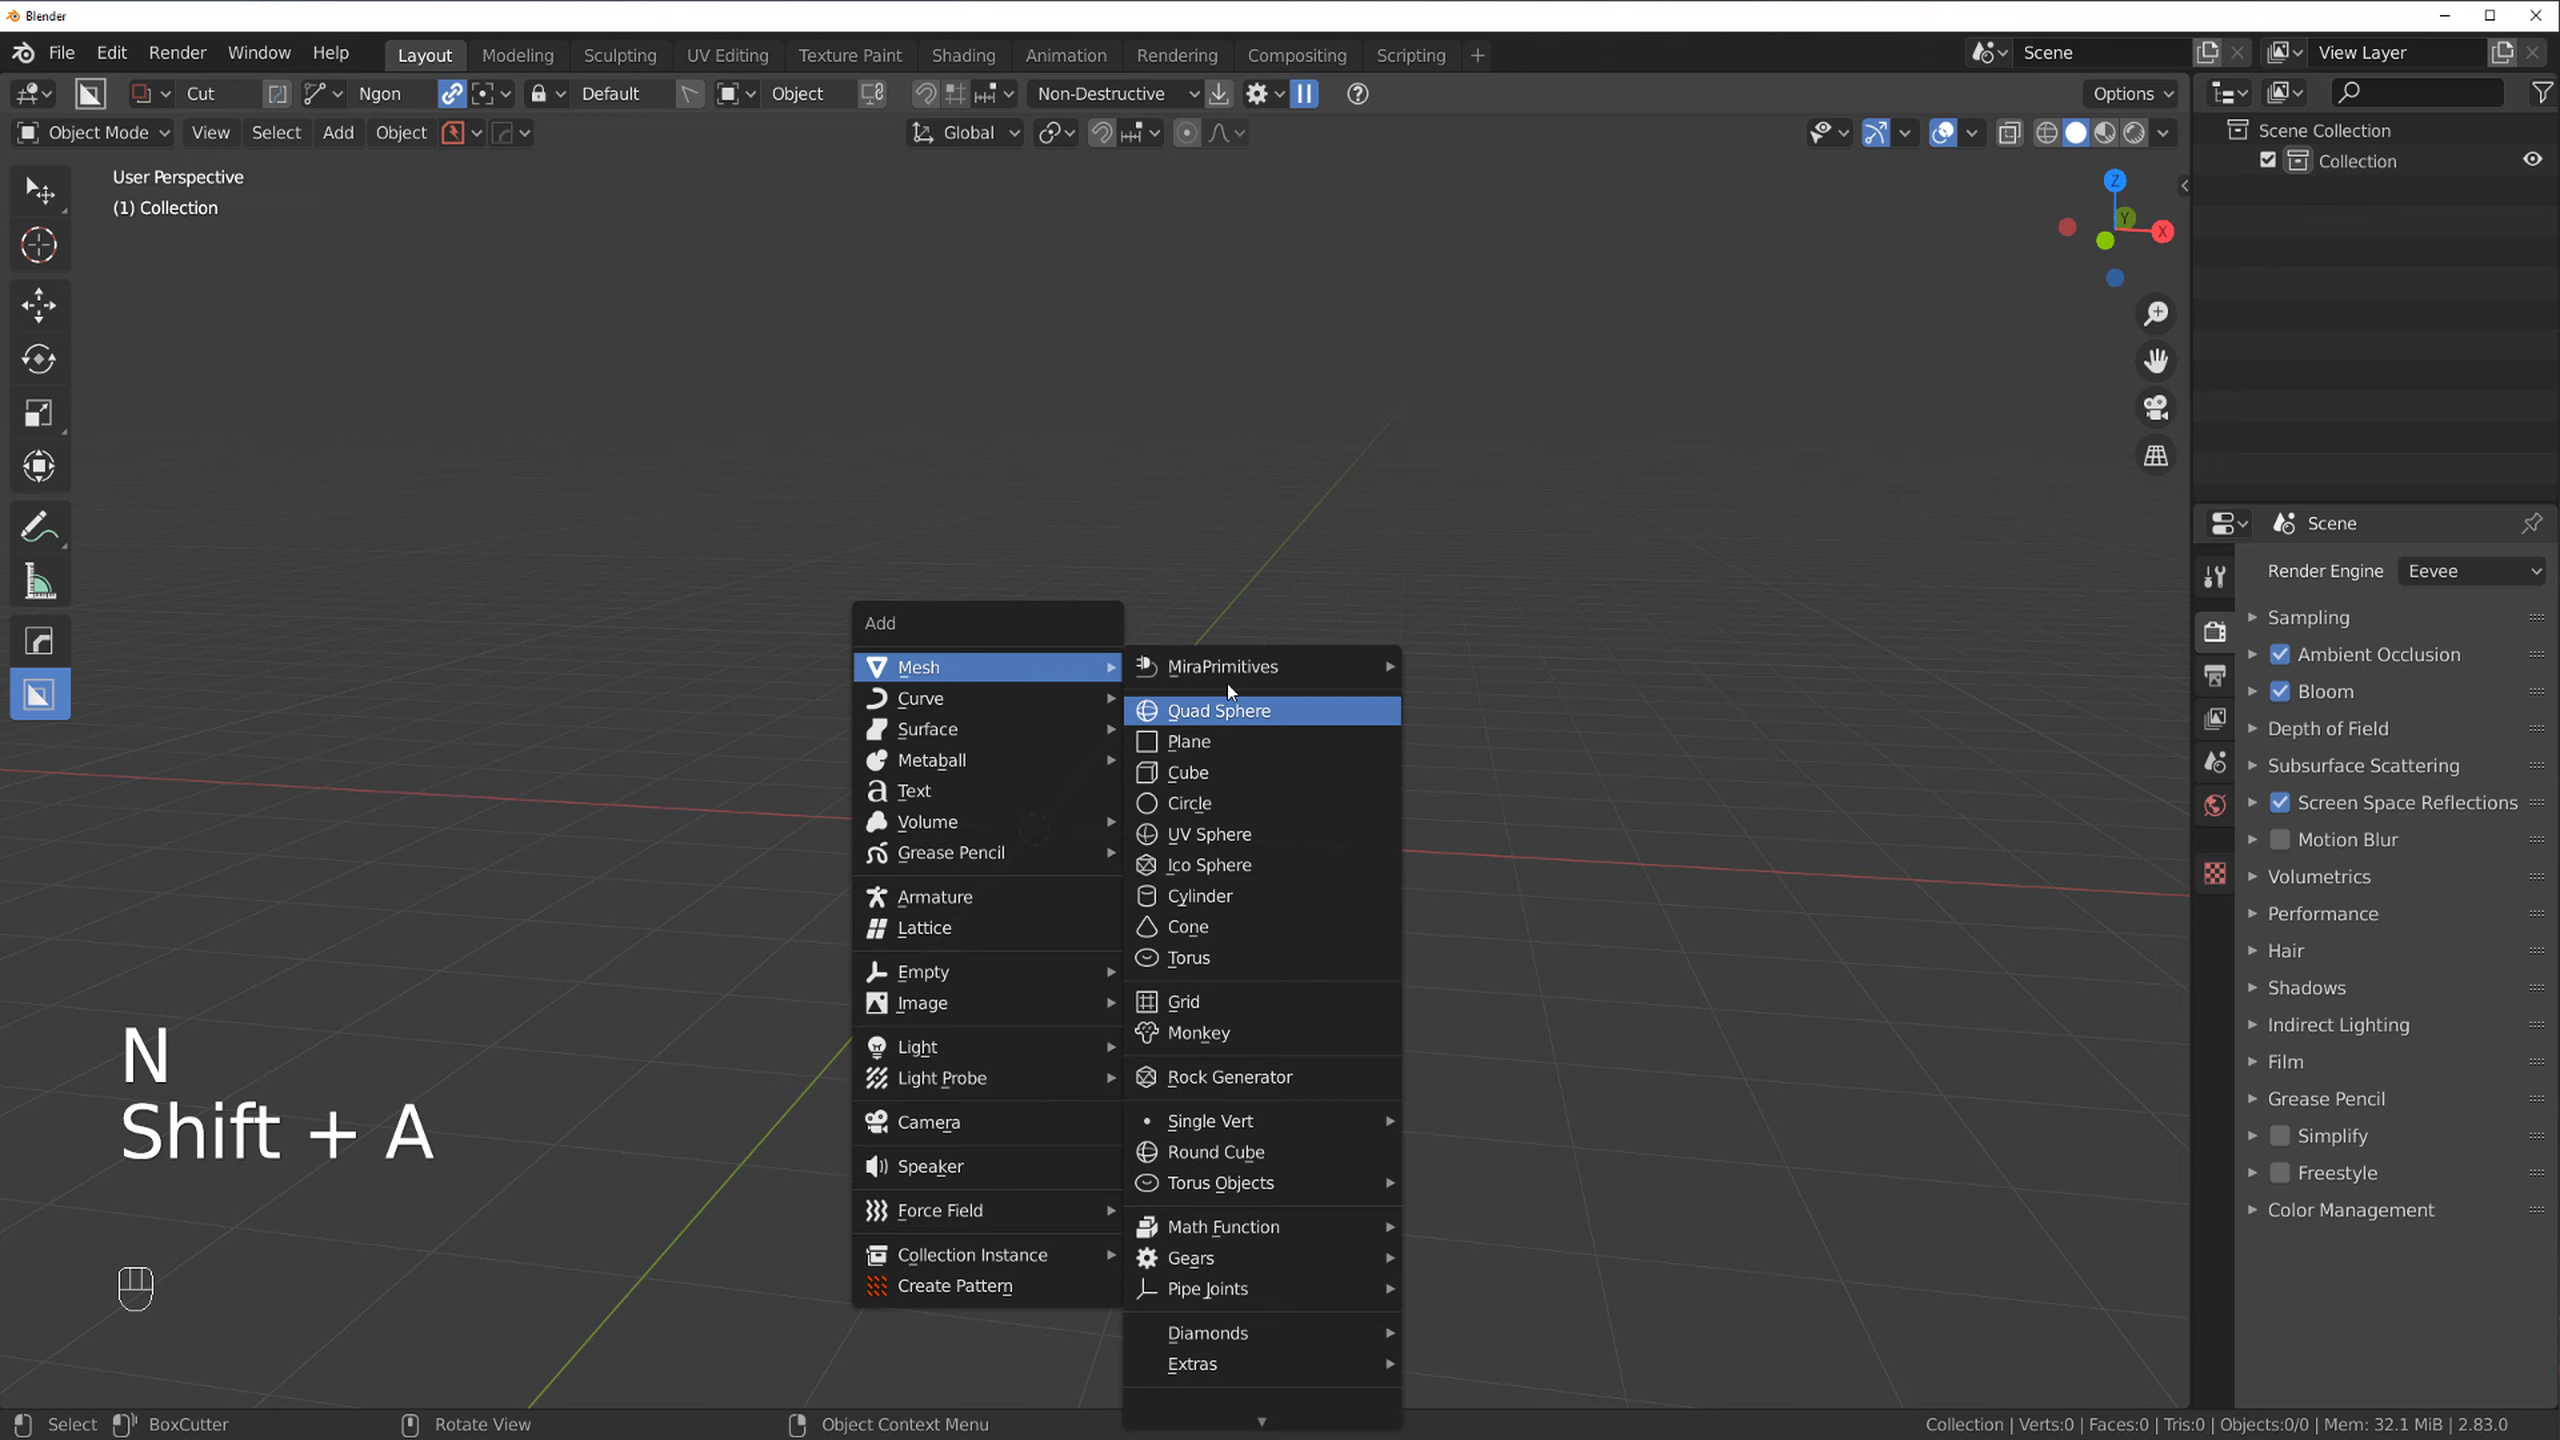 Blender
File Edit Render Window Help Layout Modeling Sculpting UV Editing Texture Paint Shading Animation Rendering Compositing Scripting + Scene View Layer
Cut Ngon Default Object Non-Destructive Options
Object Mode View Select Add Object Global
Scene Collection
Collection
User Perspective
(1) Collection
Z
Y
X
Scene
Render Engine Eevee
Sampling
Ambient Occlusion
Bloom
Depth of Field
Subsurface Scattering
Screen Space Reflections
Motion Blur
Volumetrics
Performance
Hair
Shadows
Indirect Lighting
Film
Grease Pencil
Simplify
Freestyle
Color Management
Add
Mesh
Curve
Surface
Metaball
Text
Volume
Grease Pencil
Armature
Lattice
Empty
Image
Light
Light Probe
Camera
Speaker
Force Field
Collection Instance
Create Pattern
MiraPrimitives
Quad Sphere
Plane
Cube
Circle
UV Sphere
Ico Sphere
Cylinder
Cone
Torus
Grid
Monkey
Rock Generator
Single Vert
Round Cube
Torus Objects
Math Function
Gears
Pipe Joints
Diamonds
Extras
N
Shift + A
Select BoxCutter Rotate View Object Context Menu Collection | Verts:0 | Faces:0 | Tris:0 | Objects:0/0 | Mem: 32.1 MiB | 2.83.0